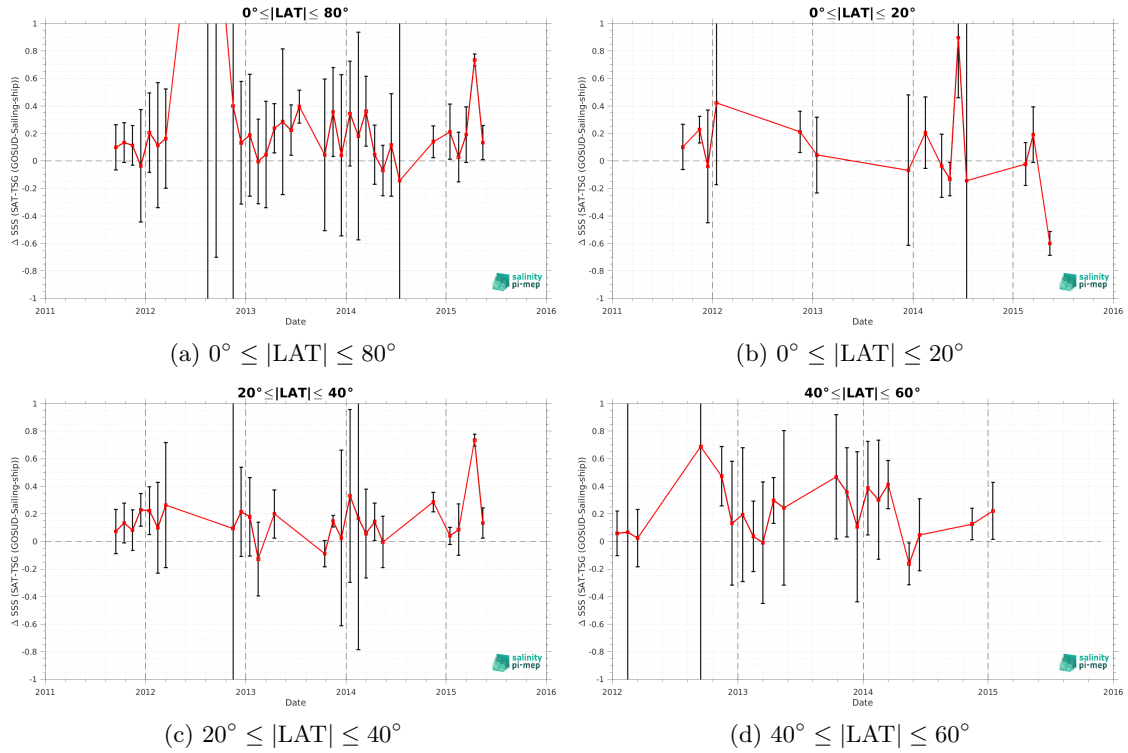 0°≤|LAT|≤ 80°
Δ SSS (SAT-TSG (GOSUD-Sailing-ship))
1
0.8
0.6
0.4
0.2
0
-0.2
-0.4
-0.6
-0.8
-1
2011 2012 2013 2014 2015 2016
Date
salinity
pi-mep
(a) 0° ≤ |LAT| ≤ 80°
0°≤|LAT|≤ 20°
Δ SSS (SAT-TSG (GOSUD-Sailing-ship))
1
0.8
0.6
0.4
0.2
0
-0.2
-0.4
-0.6
-0.8
-1
2011 2012 2013 2014 2015 2016
Date
salinity
pi-mep
(b) 0° ≤ |LAT| ≤ 20°
20°≤|LAT|≤ 40°
Δ SSS (SAT-TSG (GOSUD-Sailing-ship))
1
0.8
0.6
0.4
0.2
0
-0.2
-0.4
-0.6
-0.8
-1
2011 2012 2013 2014 2015 2016
Date
salinity
pi-mep
(c) 20° ≤ |LAT| ≤ 40°
40°≤|LAT|≤ 60°
Δ SSS (SAT-TSG (GOSUD-Sailing-ship))
1
0.8
0.6
0.4
0.2
0
-0.2
-0.4
-0.6
-0.8
-1
2012 2013 2014 2015 2016
Date
salinity
pi-mep
(d) 40° ≤ |LAT| ≤ 60°